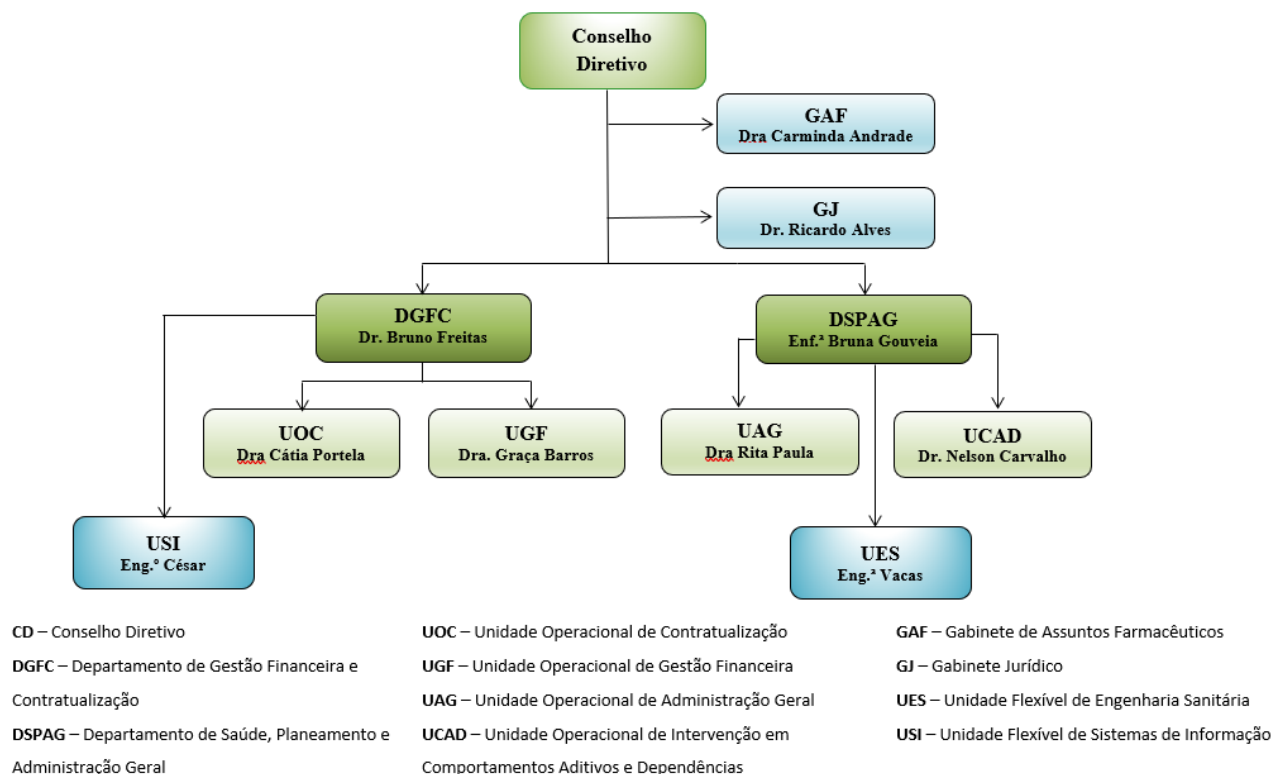 Conselho
Diretivo
GAF
Dra Carminda Andrade
GJ
Dr. Ricardo Alves
DGFC
Dr. Bruno Freitas
DSPAG
Enf.ª Bruna Gouveia
UOC
Dra Cátia Portela
UGF
Dra. Graça Barros
UAG
Dra Rita Paula
UCAD
Dr. Nelson Carvalho
USI
Eng.º César
UES
Eng.ª Vacas
CD – Conselho Diretivo
DGFC – Departamento de Gestão Financeira e
Contratualização
DSPAG – Departamento de Saúde, Planeamento e
Administração Geral
UOC – Unidade Operacional de Contratualização
UGF – Unidade Operacional de Gestão Financeira
UAG – Unidade Operacional de Administração Geral
UCAD – Unidade Operacional de Intervenção em
Comportamentos Aditivos e Dependências
GAF – Gabinete de Assuntos Farmacêuticos
GJ – Gabinete Jurídico
UES – Unidade Flexível de Engenharia Sanitária
USI – Unidade Flexível de Sistemas de Informação